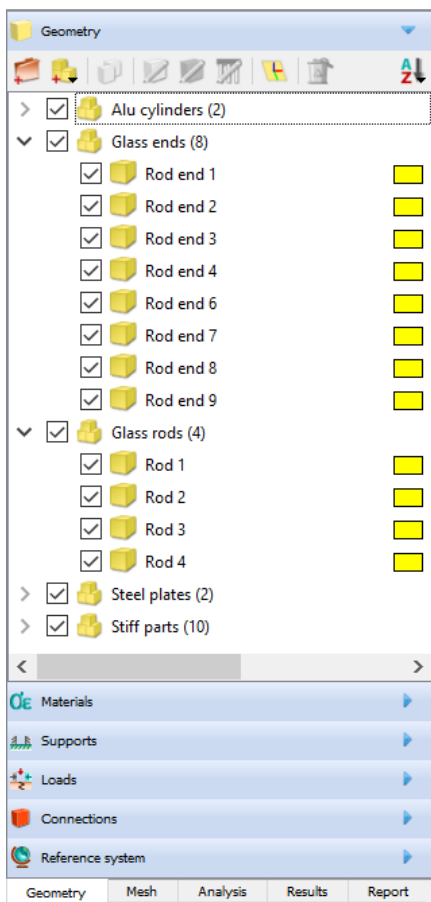 Geometry
Alu cylinders (2)
Glass ends (8)
Rod end 1
Rod end 2
Rod end 3
Rod end 4
Rod end 6
Rod end 7
Rod end 8
Rod end 9
Glass rods (4)
Rod 1
Rod 2
Rod 3
Rod 4
Steel plates (2)
Stiff parts (10)
σε Materials
Supports
Loads
Connections
Reference system
Geometry Mesh Analysis Results Report